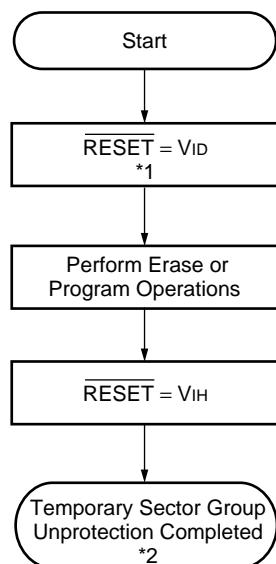 Start
RESET = VID
*1
Perform Erase or
Program Operations
RESET = VIH
Temporary Sector Group
Unprotection Completed
*2